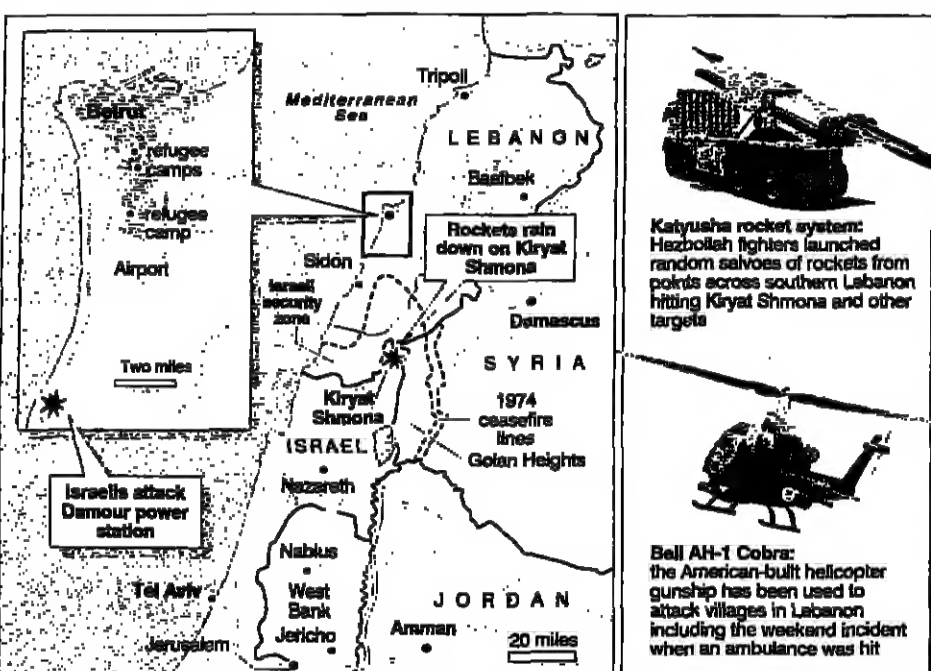 Beirut
refugee
camps
refugee
camp
Airport
Two miles
Israelis attack
Damour power
station
Tripoli
Mediterranean
Sea
LEBANON
Baalbek
Rockets rain
down on Kiryat
Shmona
Sidon
Israeli
security
zone
Damascus
SYRIA
Kiryat
Shmona
1974
ceasefire
lines
Golan Heights
ISRAEL
Nazareth
Nablus
West
Bank
Jericho
Tel Aviv
Jerusalem
JORDAN
Amman
20 miles
Katyusha rocket system:
Hezbollah fighters launched
random salvoes of rockets from
points across southern Lebanon
hitting Kiryat Shmona and other
targets
Bell AH-1 Cobra:
the American-built helicopter
gunship has been used to
attack villages in Lebanon
including the weekend incident
when an ambulance was hit